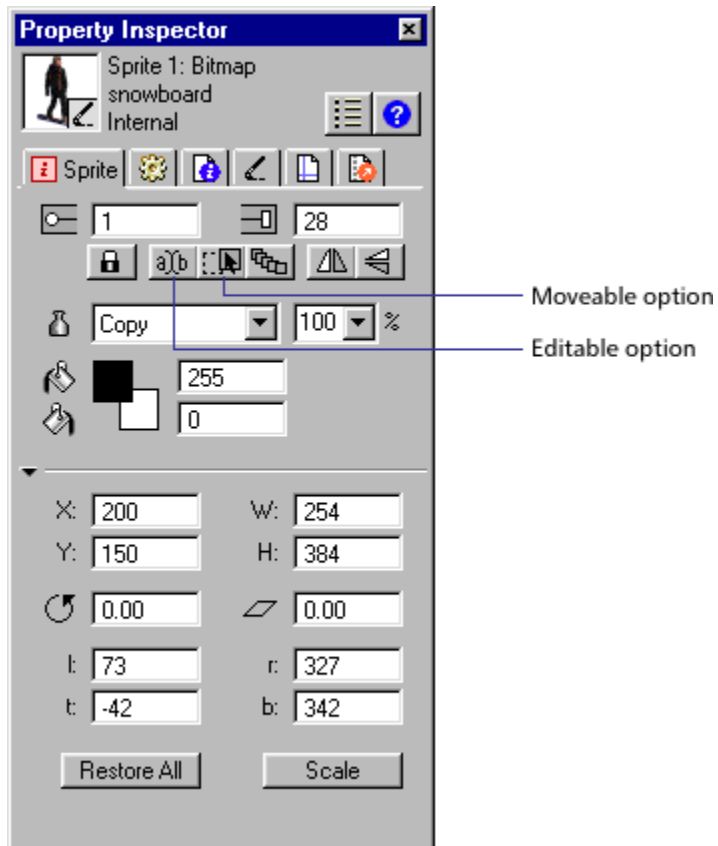 Property Inspector
Sprite 1: Bitmap
snowboard
Internal
Sprite
1 28
a b
Moveable option
Copy 100 %
Editable option
255
0
X: 200 W: 254
Y: 150 H: 384
0.00 0.00
l: 73 r: 327
t: -42 b: 342
Restore All Scale